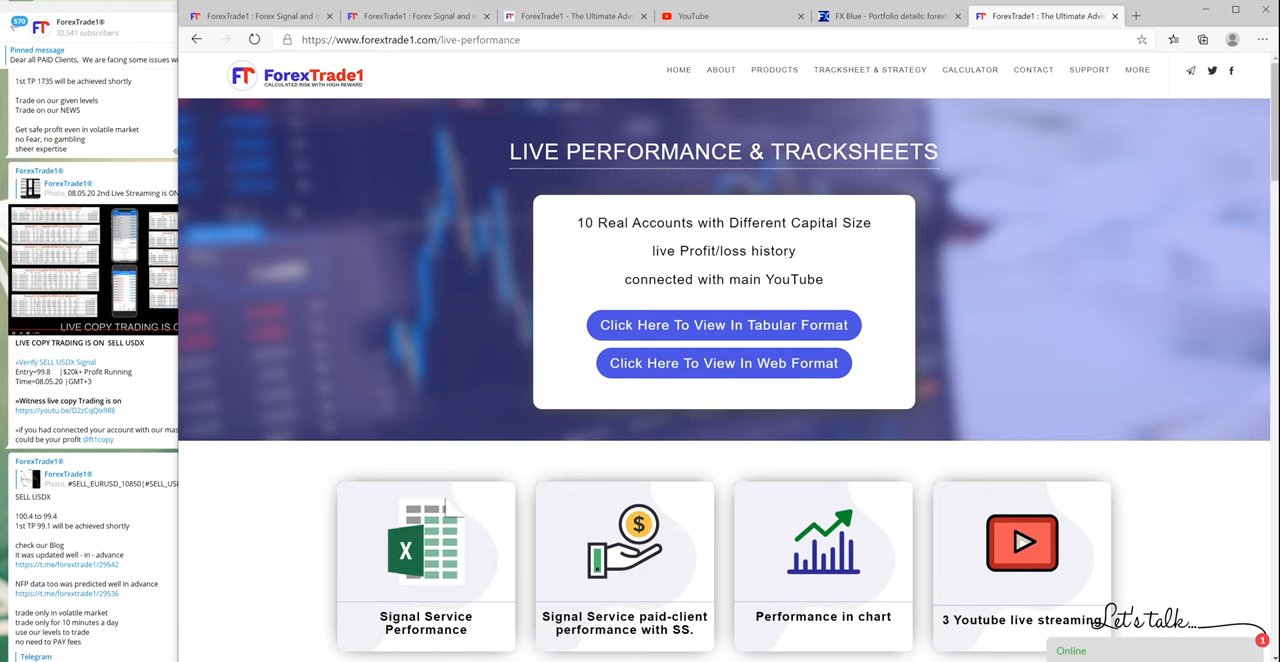 570
ForexTrade1®
32,541 subscribers
Pinned message
Dear all PAID Clients, We are facing some issues wi
1st TP 1735 will be achieved shortly
Trade on our given levels
Trade on our NEWS
Get safe profit even in volatile market
no Fear, no gambling
sheer expertise
ForexTrade1®
ForexTrade1®
Photo, 08.05.20 2nd Live Streaming is ON
LIVE COPY TRADING IS O
LIVE COPY TRADING IS ON SELL USDX
»Verify SELL USDX Signal
Entry=99.8 |$20k+ Profit Running
Time=08.05.20 |GMT+3
»Witness live copy Trading is on
https://youtu.be/D2zCqQlx9RE
»if you had connected your account with our mas
could be your profit @ft1copy
ForexTrade1®
ForexTrade1®
Photo, #SELL_EURUSD_10850|#SELL_US
SELL USDX
100.4 to 99.4
1st TP 99.1 will be achieved shortly
check our Blog
it was updated well - in - advance
https://t.me/forextrade1/29542
NFP data too was predicted well in advance
https://t.me/forextrade1/29536
trade only in volatile market
trade only for 10 minutes a day
use our levels to trade
no need to PAY fees
Telegram
ForexTrade1 : Forex Signal and n
ForexTrade1 : Forex Signal and n
ForexTrade1 - The Ultimate Adv
YouTube
FX Blue - Portfolio details: forext
ForexTrade1 : The Ultimate Advis
https://www.forextrade1.com/live-performance
FT ForexTrade1
CALCULATED RISK WITH HIGH REWARD
HOME ABOUT PRODUCTS TRACKSHEET & STRATEGY CALCULATOR CONTACT SUPPORT MORE
LIVE PERFORMANCE & TRACKSHEETS
10 Real Accounts with Different Capital Size
live Profit/loss history
connected with main YouTube
Click Here To View In Tabular Format
Click Here To View In Web Format
X
$
Signal Service
Performance
Signal Service paid-client
performance with SS.
Performance in chart
3 Youtube live streaming
Let's talk...
1
Online